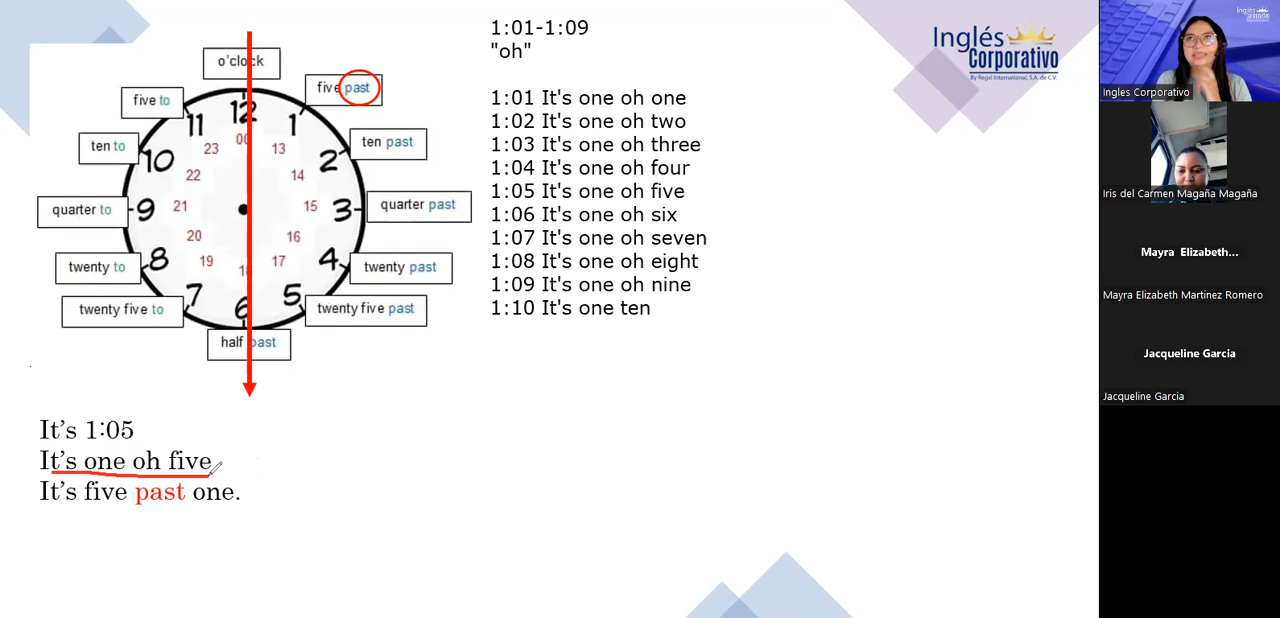 1:01-1:09
"oh"
1:01 It's one oh one
1:02 It's one oh two
1:03 It's one oh three
1:04 It's one oh four
1:05 It's one oh five
1:06 It's one oh six
1:07 It's one oh seven
1:08 It's one oh eight
1:09 It's one oh nine
1:10 It's one ten
o'clock
five past
ten past
quarter past
twenty past
twenty five past
half past
twenty five to
twenty to
quarter to
ten to
five to
12
1
2
3
4
5
6
7
8
9
10
11
00
13
14
15
16
17
19
20
21
22
23
It's 1:05
It's one oh five
It's five past one.
Inglés
Corporativo
By Regal International, S.A. de C.V.
Inglés
Ingles Corporativo
Iris del Carmen Magaña Magaña
Mayra Elizabeth...
Mayra Elizabeth Martinez Romero
Jacqueline Garcia
Jacqueline Garcia